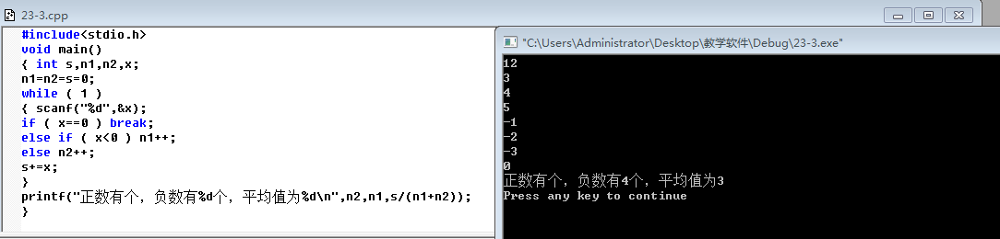 23-3.cpp
#include<stdio.h>
void main()
{ int s,n1,n2,x;
n1=n2=s=0;
while ( 1 )
{ scanf("%d",&x);
if ( x==0 ) break;
else if ( x<0 ) n1++;
else n2++;
s+=x;
}
printf("正数有个，负数有%d个，平均值为%d\n",n2,n1,s/(n1+n2));
}
"C:\Users\Administrator\Desktop\教学软件\Debug\23-3.exe"
12
3
4
5
-1
-2
-3
0
正数有个，负数有4个，平均值为3
Press any key to continue